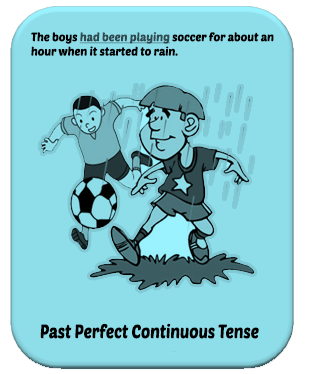 The boys had been playing soccer for about an
hour when it started to rain.
Past Perfect Continuous Tense